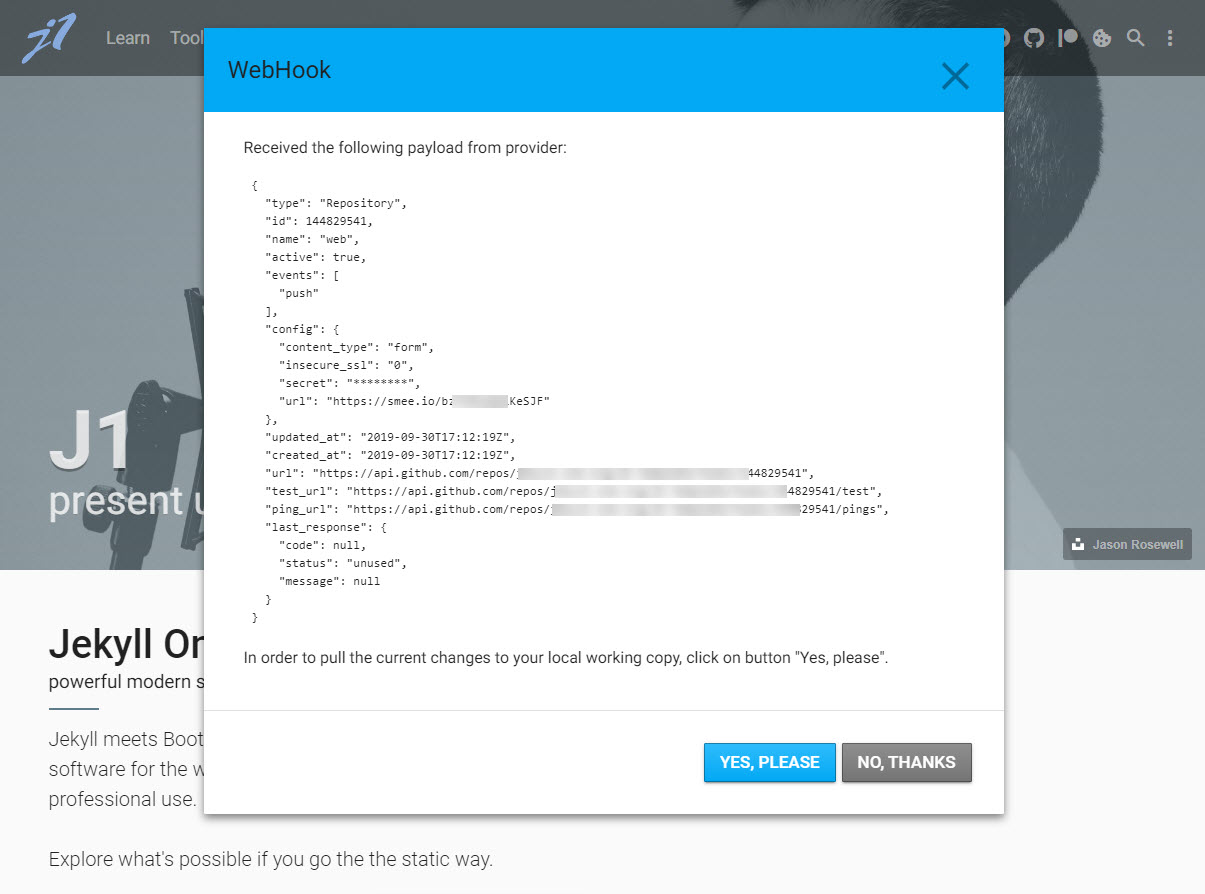 j1 Learn Tool
WebHook
Received the following payload from provider:
{
"type": "Repository",
"id": 144829541,
"name": "web",
"active": true,
"events": [
"push"
],
"config": {
"content_type": "form",
"insecure_ssl": "0",
"secret": "********",
"url": "https://smee.io/bz KeSJF"
},
"updated_at": "2019-09-30T17:12:19Z",
"created_at": "2019-09-30T17:12:19Z",
"url": "https://api.github.com/repos/j 44829541",
"test_url": "https://api.github.com/repos/j 4829541/test",
"ping_url": "https://api.github.com/repos/ 29541/pings",
"last_response": {
"code": null,
"status": "unused",
"message": null
}
}
In order to pull the current changes to your local working copy, click on button "Yes, please".
YES, PLEASE NO, THANKS
J1
present u
Jason Rosewell
Jekyll On
powerful modern s
Jekyll meets Boot
software for the w
professional use.
Explore what's possible if you go the the static way.